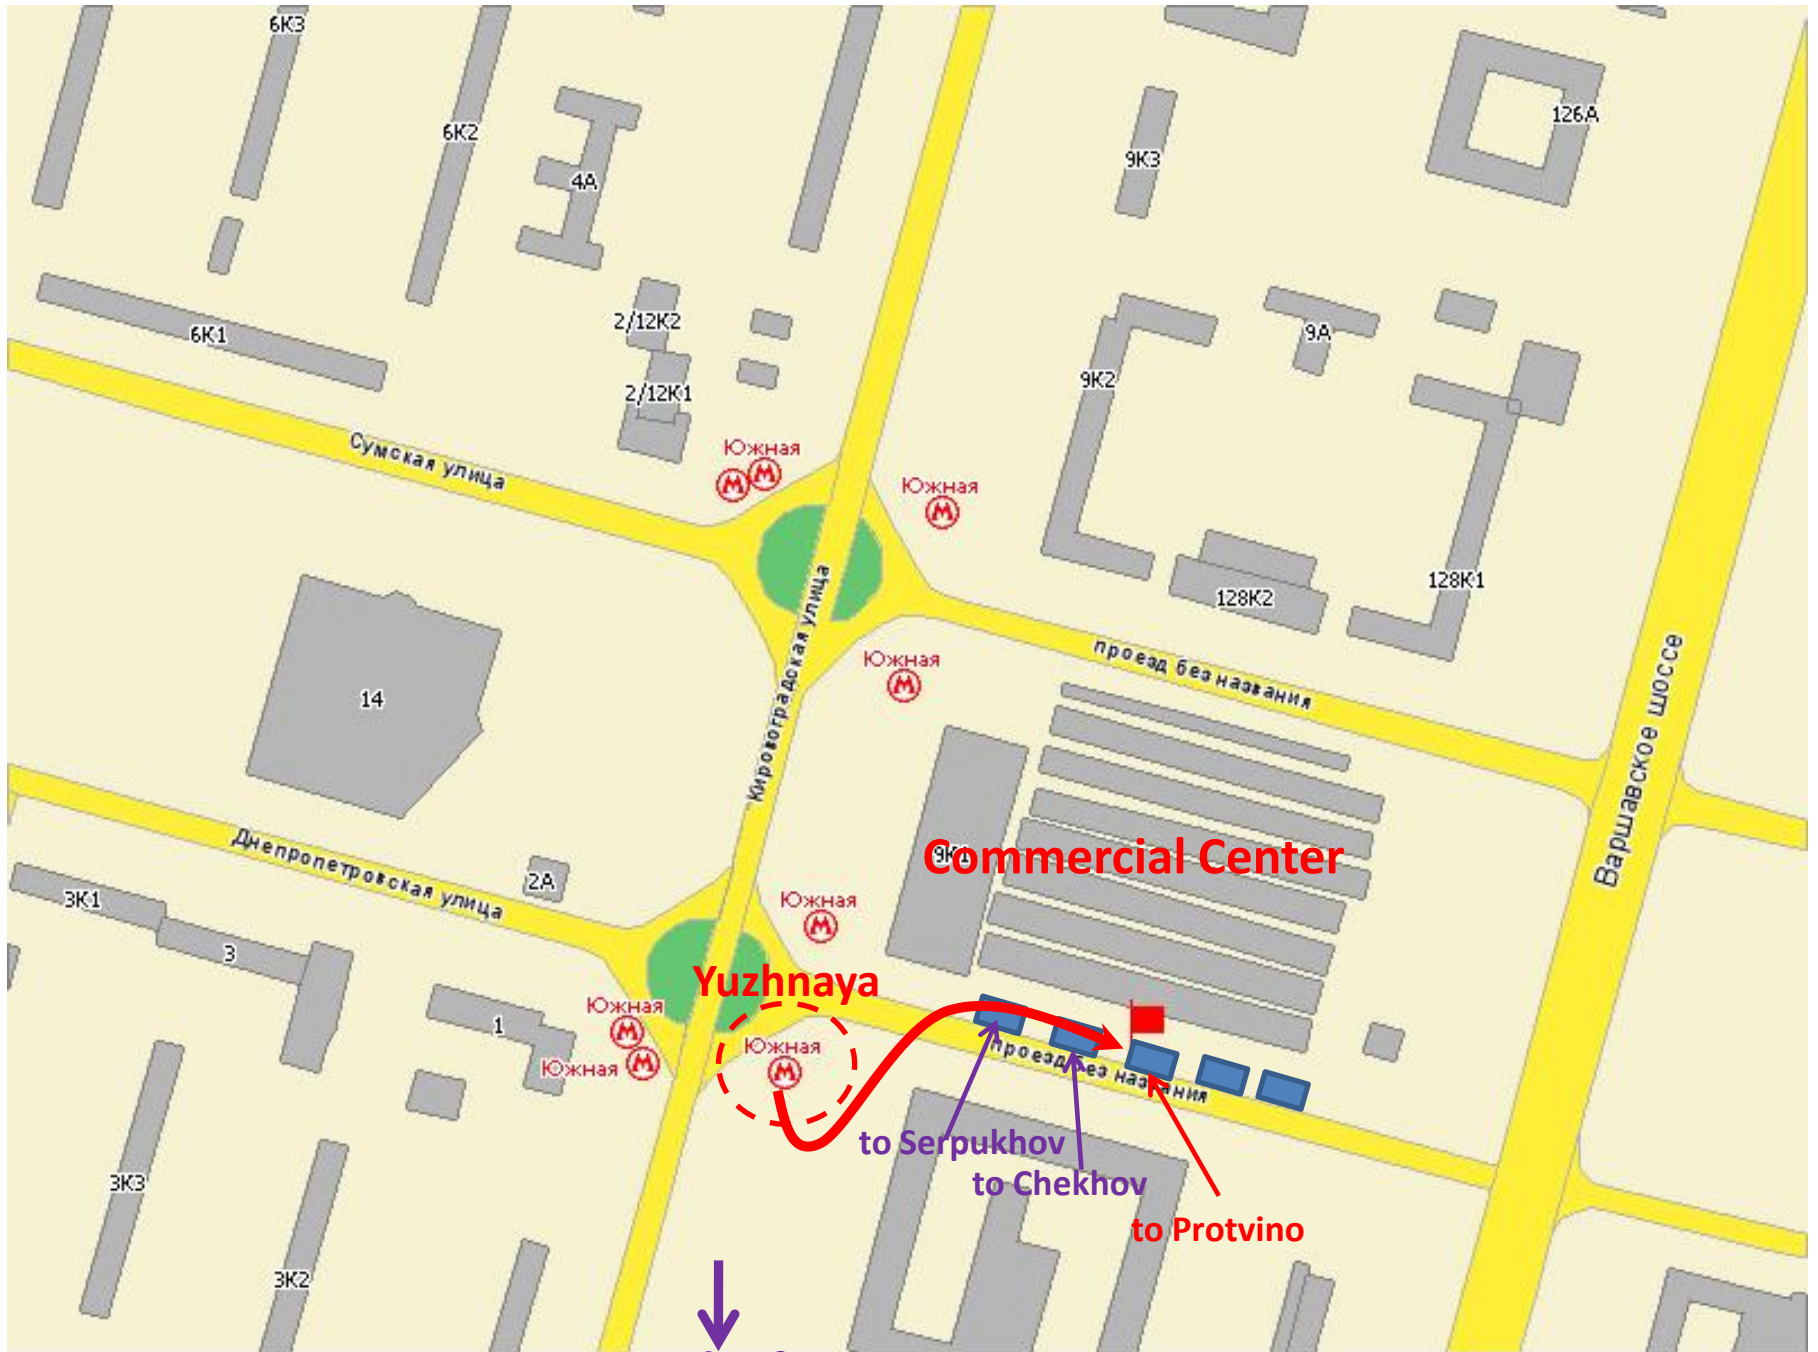 6К3
6К2
4А
9К3
126А
6К1
2/12К2
2/12К1
9А
9К2
Сумская улица
Южная
Южная
128К1
128К2
Кировоградская улица
проезд без названия
Южная
14
Варшавское шоссе
Днепропетровская улица
2А
9К1
Commercial Center
3К1
3
Южная
Yuzhnaya
1
Южная
Южная
Южная
проезд без названия
to Serpukhov
to Chekhov
to Protvino
3К3
3К2